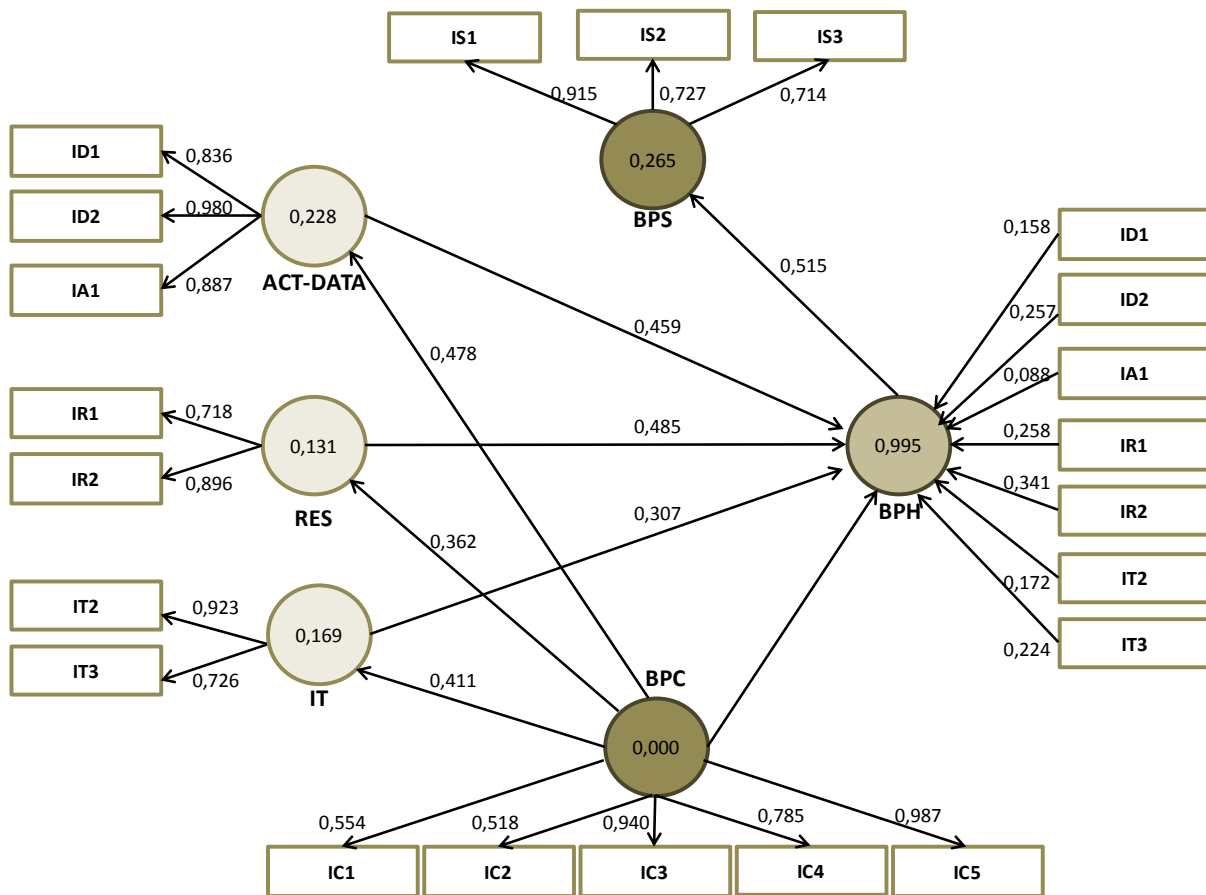 IS1
IS2
IS3
0,915
0,727
0,714
0,265
BPS
ID1
0,836
ID2
0,980
IA1
0,887
0,228
ACT-DATA
0,515
0,158
ID1
0,257
ID2
0,088
IA1
0,258
IR1
0,341
IR2
0,172
IT2
0,224
IT3
0,459
0,478
IR1
0,718
IR2
0,896
0,131
RES
0,485
0,995
BPH
0,362
0,307
IT2
0,923
IT3
0,726
0,169
IT
0,411
BPC
0,000
0,554
0,518
0,940
0,785
0,987
IC1
IC2
IC3
IC4
IC5